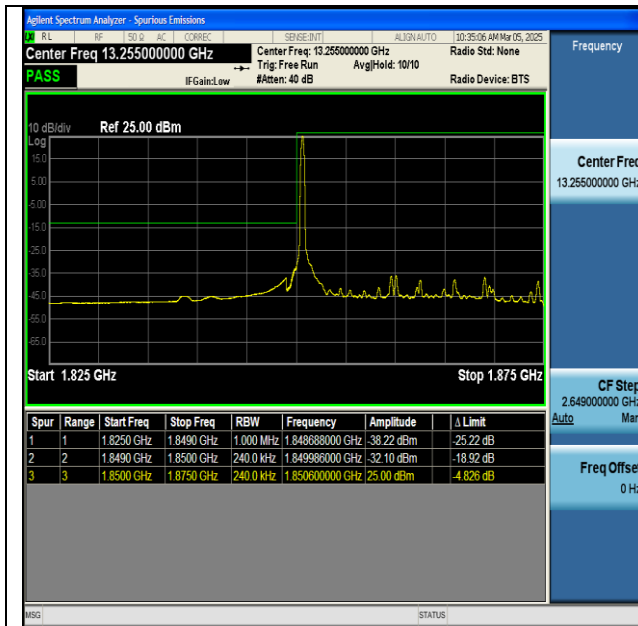 Agilent Spectrum Analyzer - Spurious Emissions
RL RF 50 Ω AC CORREC SENSE:INT ALIGN AUTO 10:35:06 AM Mar 05, 2025
Center Freq 13.255000000 GHz
Center Freq: 13.255000000 GHz
Radio Std: None
Trig: Free Run Avg|Hold: 10/10
PASS
IFGain:Low
#Atten: 40 dB
Radio Device: BTS
10 dB/div Ref 25.00 dBm
Log
15.0
5.00
-5.00
-15.0
-25.0
-35.0
-45.0
-55.0
-65.0
Start 1.825 GHz Stop 1.875 GHz
Spur Range Start Freq Stop Freq RBW Frequency Amplitude Δ Limit
1 1 1.8250 GHz 1.8490 GHz 1.000 MHz 1.848688000 GHz -38.22 dBm -25.22 dB
2 2 1.8490 GHz 1.8500 GHz 240.0 kHz 1.849986000 GHz -32.10 dBm -18.92 dB
3 3 1.8500 GHz 1.8750 GHz 240.0 kHz 1.850600000 GHz 25.00 dBm -4.826 dB
MSG STATUS
Frequency
Center Freq
13.255000000 GHz
CF Step
2.649000000 GHz
Auto Man
Freq Offset
0 Hz